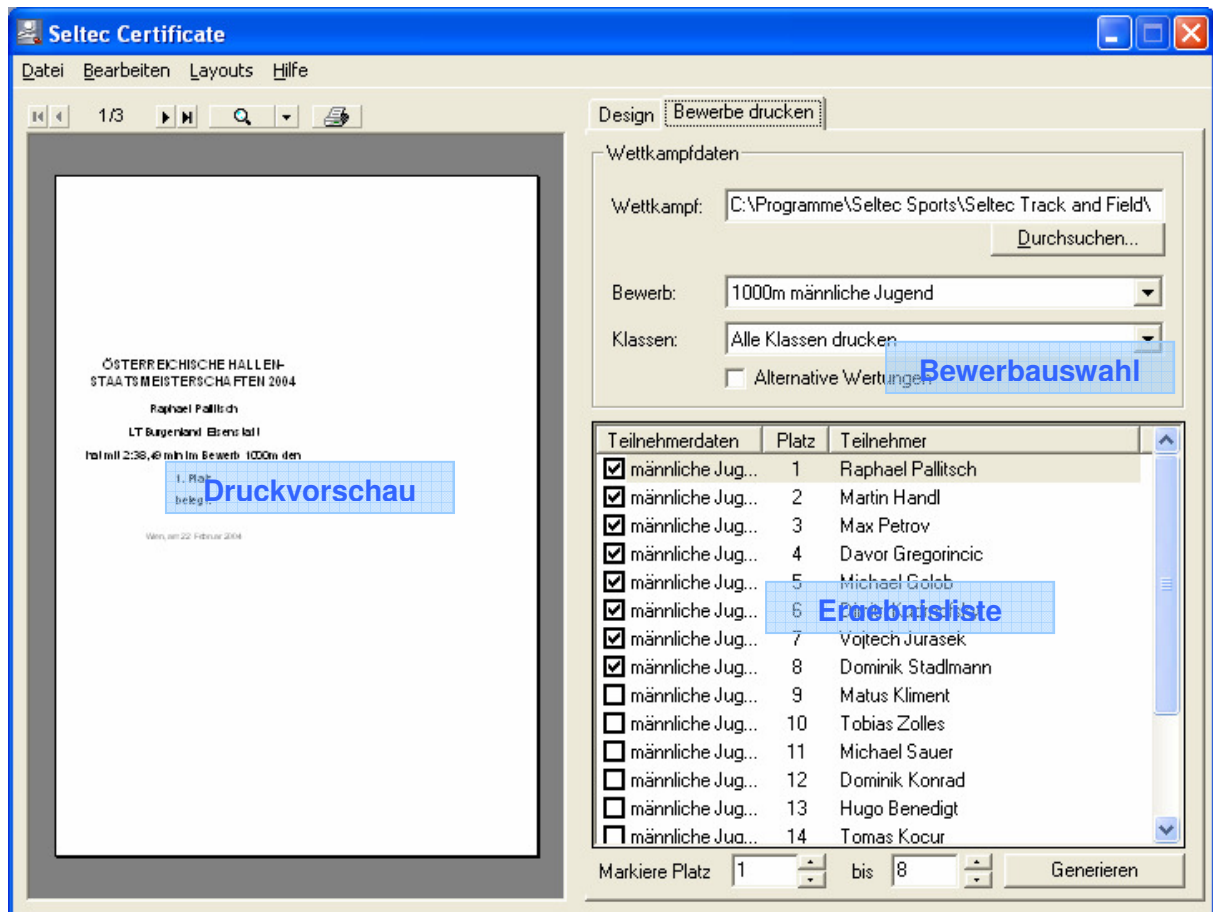 Seltec Certificate
Datei Bearbeiten Layouts Hilfe
1/3
ÖSTERREICHISCHE HALLEN-
STAATSMEISTERSCHAFTEN 2004
Raphael Pallitsch
LT Burgenland Eisenstadt
hat mit 2:38,49 min im Bewerb 1000m den
1. Platz
belegt.
Wien, am 22. Februar 2004
Druckvorschau
Design Bewerbe drucken
Wettkampfdaten
Wettkampf: C:\Programme\Seltec Sports\Seltec Track and Field\
Durchsuchen...
Bewerb: 1000m männliche Jugend
Klassen: Alle Klassen drucken
Alternative Wertungen
Bewerbauswahl
Teilnehmerdaten Platz Teilnehmer
männliche Jug... 1 Raphael Pallitsch
männliche Jug... 2 Martin Handl
männliche Jug... 3 Max Petrov
männliche Jug... 4 Davor Gregorincic
männliche Jug... 5 Michael Golob
männliche Jug... 6
Ergebnisliste
männliche Jug... 7 Vojtech Jurasek
männliche Jug... 8 Dominik Stadlmann
männliche Jug... 9 Matus Kliment
männliche Jug... 10 Tobias Zolles
männliche Jug... 11 Michael Sauer
männliche Jug... 12 Dominik Konrad
männliche Jug... 13 Hugo Benedigt
männliche Jug... 14 Tomas Kocur
Markiere Platz 1 bis 8 Generieren